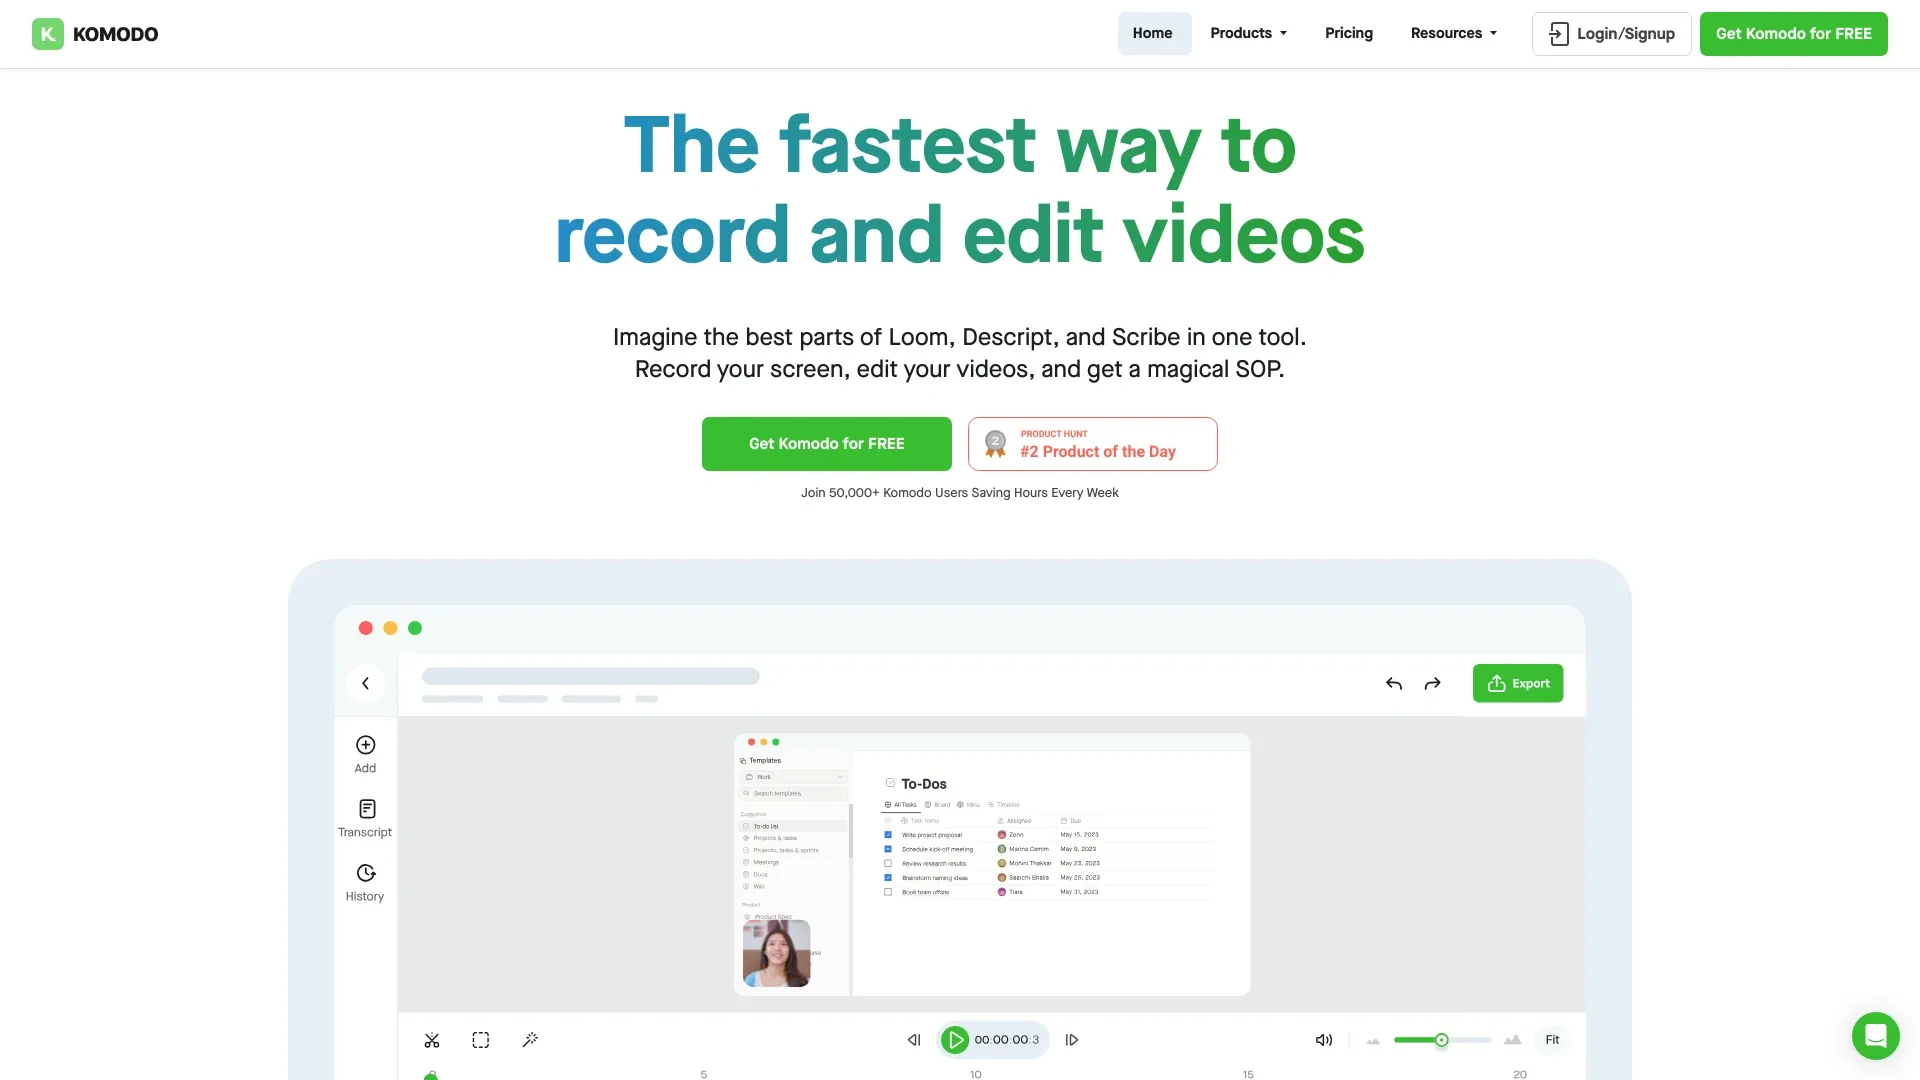 K
KOMODO
Home
Products
Pricing
Resources
Login/Signup
Get Komodo for FREE
The fastest way to
record and edit videos
Imagine the best parts of Loom, Descript, and Scribe in one tool.
Record your screen, edit your videos, and get a magical SOP.
Get Komodo for FREE
2
PRODUCT HUNT
#2 Product of the Day
Join 50,000+ Komodo Users Saving Hours Every Week
Export
Add
Transcript
History
Templates
Work
Search templates
Suggested
To-do list
Projects & tasks
Projects, tasks & sprints
Meetings
Docs
Wiki
Product
Product Spec
To-Dos
All Tasks Board Mine Timeline
Task name Assignee Due
Write project proposal Zeno May 15, 2023
Schedule kick-off meeting Marina Camim May 9, 2023
Review research results Mohini Thakkar May 23, 2023
Brainstorm naming ideas Saarchi Bhalla May 25, 2023
Book team offsite Tiara May 31, 2023
00:00:00:3
Fit
0 5 10 15 20